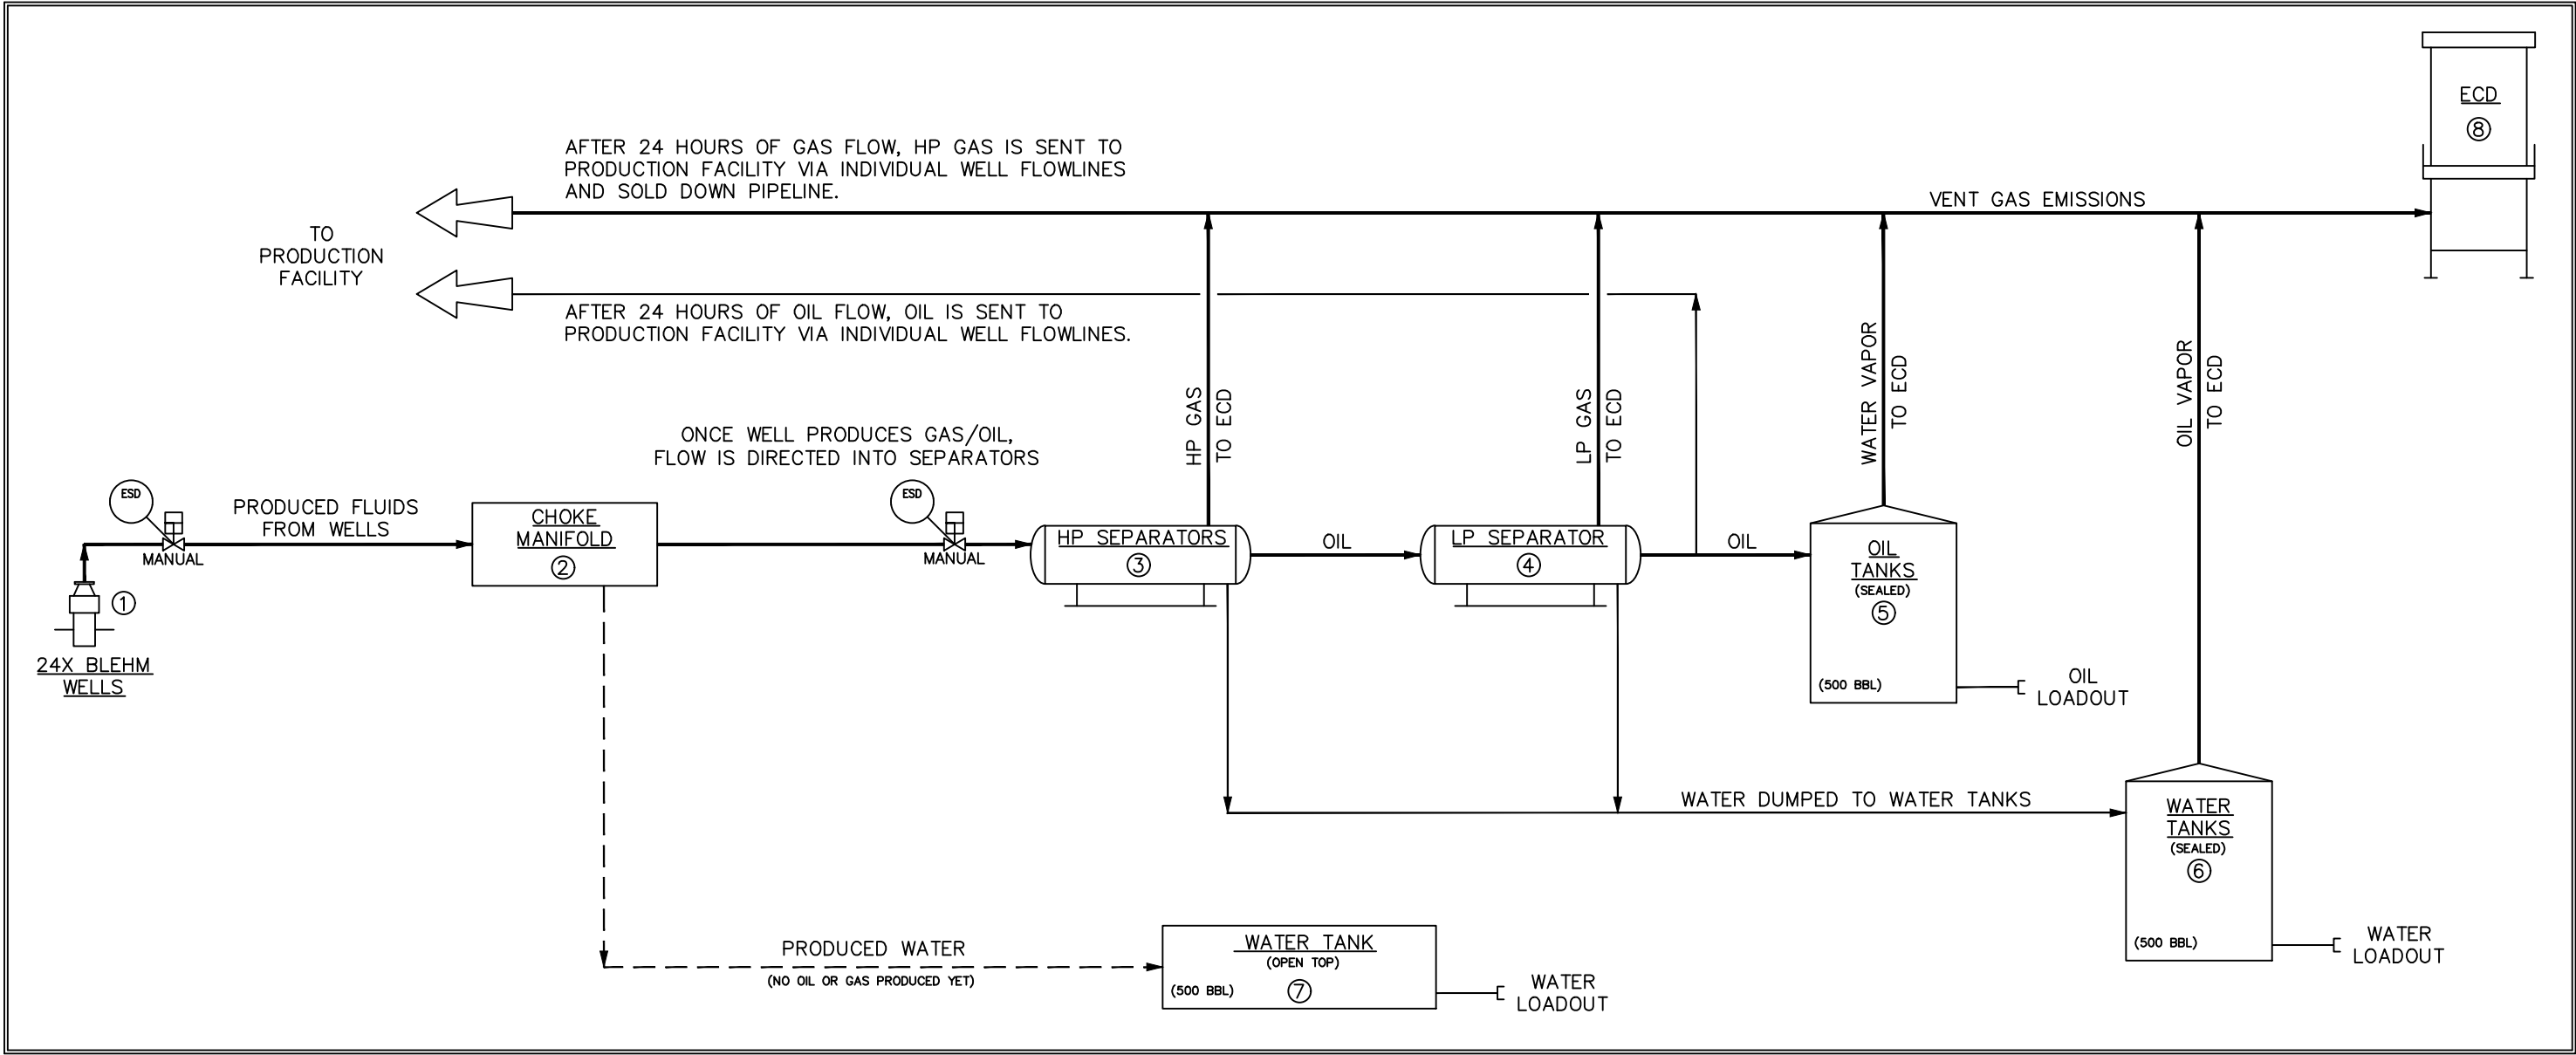 ECD
8
AFTER 24 HOURS OF GAS FLOW, HP GAS IS SENT TO
PRODUCTION FACILITY VIA INDIVIDUAL WELL FLOWLINES
AND SOLD DOWN PIPELINE.
VENT GAS EMISSIONS
TO
PRODUCTION
FACILITY
AFTER 24 HOURS OF OIL FLOW, OIL IS SENT TO
PRODUCTION FACILITY VIA INDIVIDUAL WELL FLOWLINES.
HP GAS
TO ECD
LP GAS
TO ECD
WATER VAPOR
TO ECD
OIL VAPOR
TO ECD
ONCE WELL PRODUCES GAS/OIL,
FLOW IS DIRECTED INTO SEPARATORS
ESD
MANUAL
PRODUCED FLUIDS
FROM WELLS
CHOKE
MANIFOLD
2
ESD
MANUAL
HP SEPARATORS
3
OIL
LP SEPARATOR
4
OIL
OIL
TANKS
(SEALED)
5
(500 BBL)
OIL
LOADOUT
1
24X BLEHM
WELLS
WATER DUMPED TO WATER TANKS
WATER
TANKS
(SEALED)
6
(500 BBL)
WATER
LOADOUT
PRODUCED WATER
(NO OIL OR GAS PRODUCED YET)
WATER TANK
(OPEN TOP)
(500 BBL)
7
WATER
LOADOUT